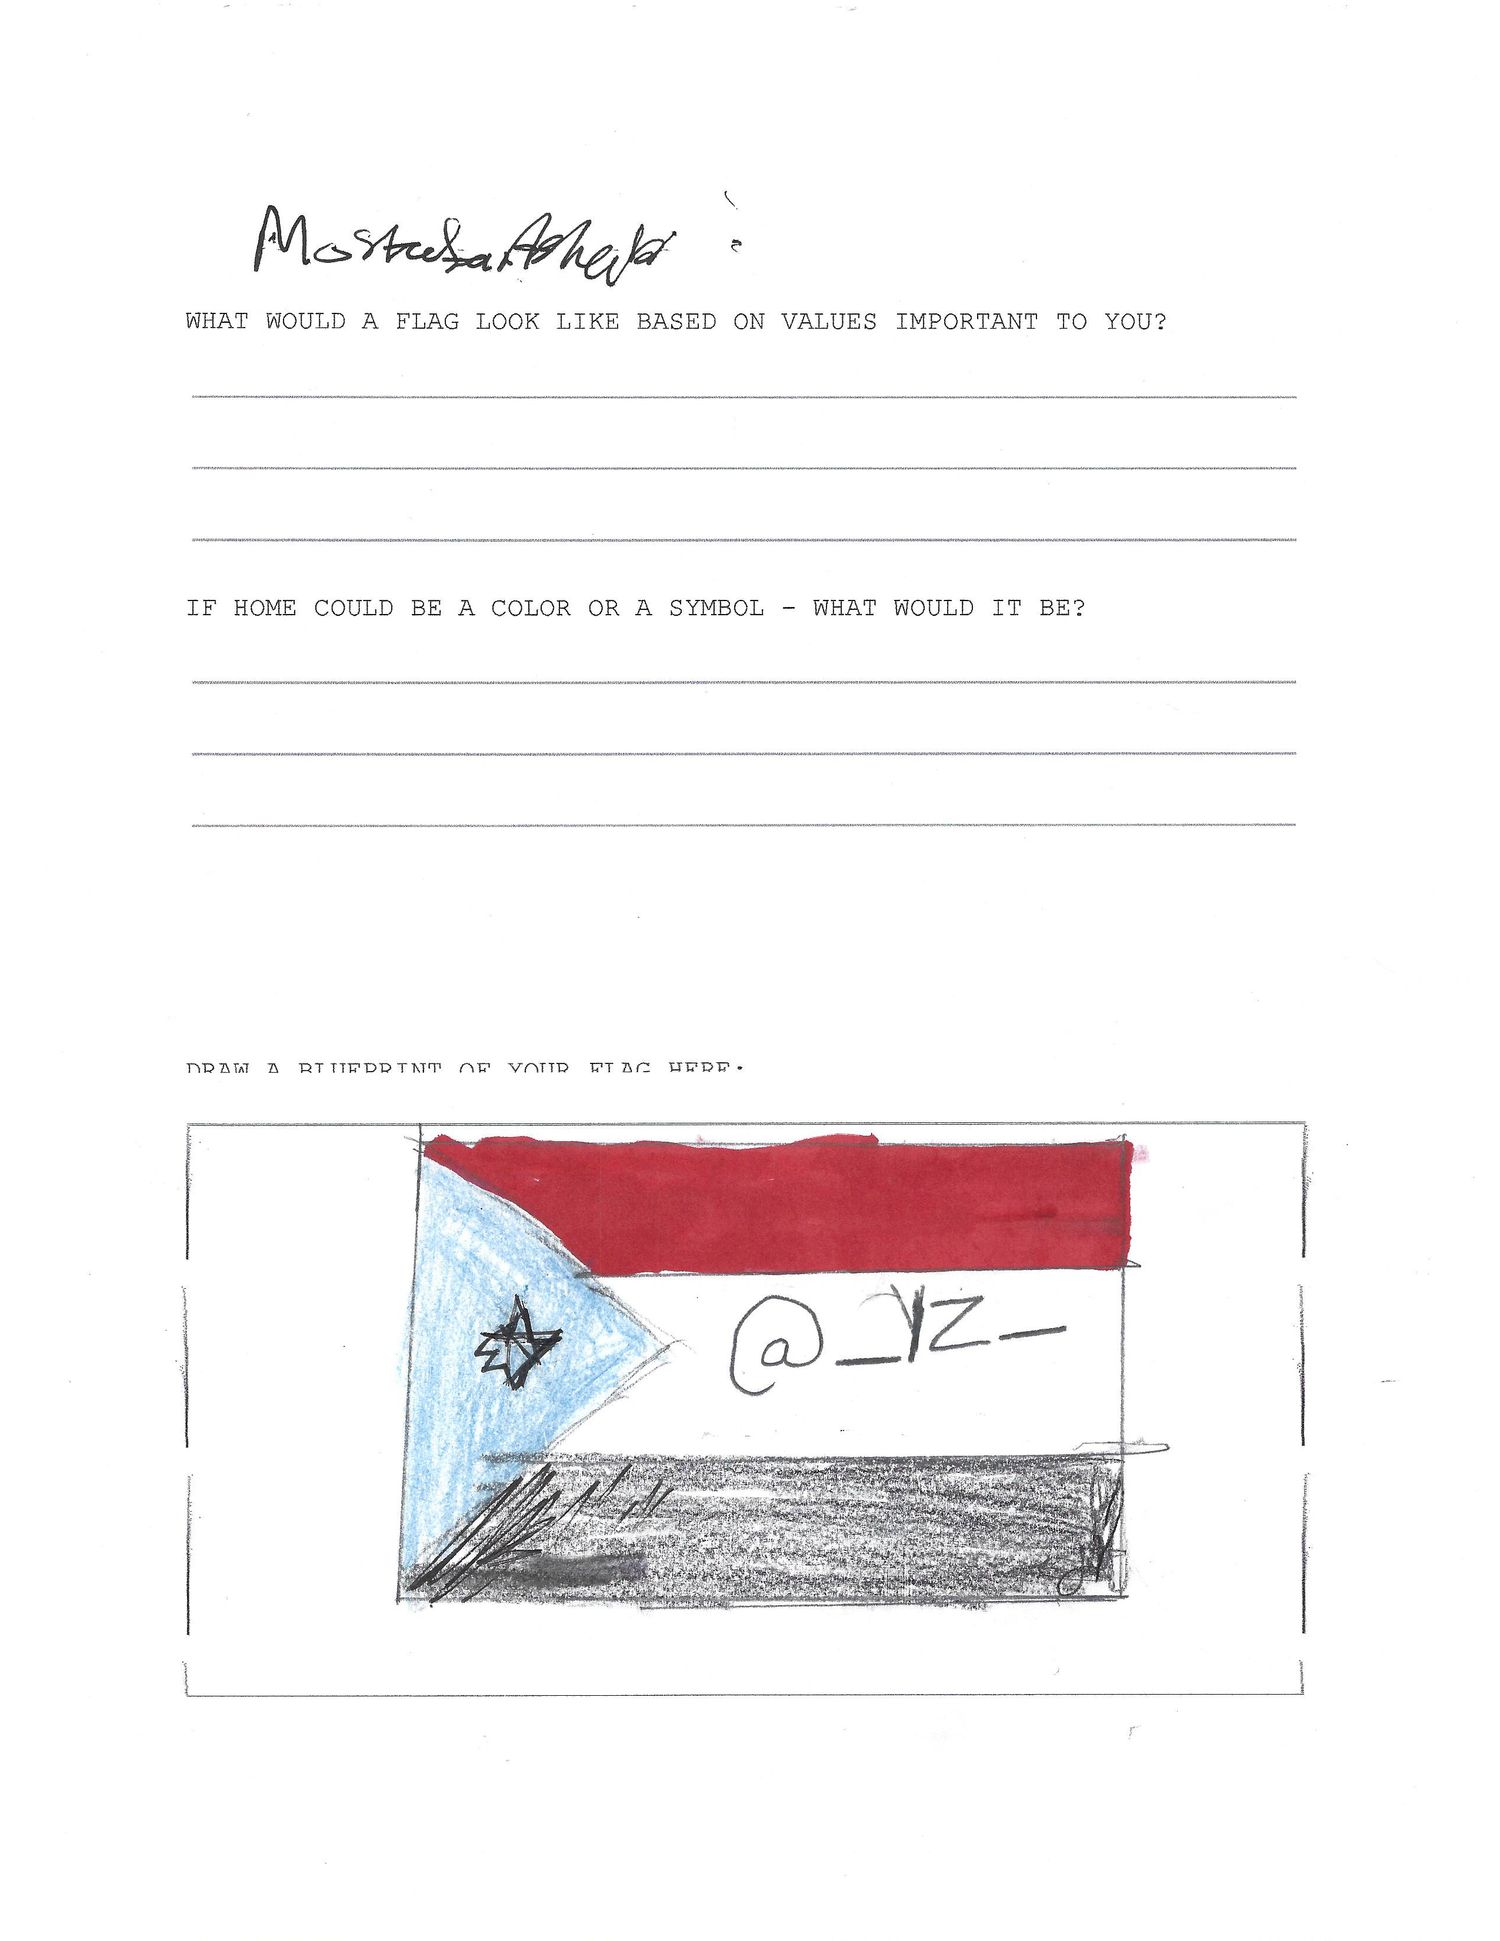 Mostafa
WHAT WOULD A FLAG LOOK LIKE BASED ON VALUES IMPORTANT TO YOU?
IF HOME COULD BE A COLOR OR A SYMBOL - WHAT WOULD IT BE?
DRAW A BLUEPRINT OF YOUR FLAG HERE:
@_YZ_